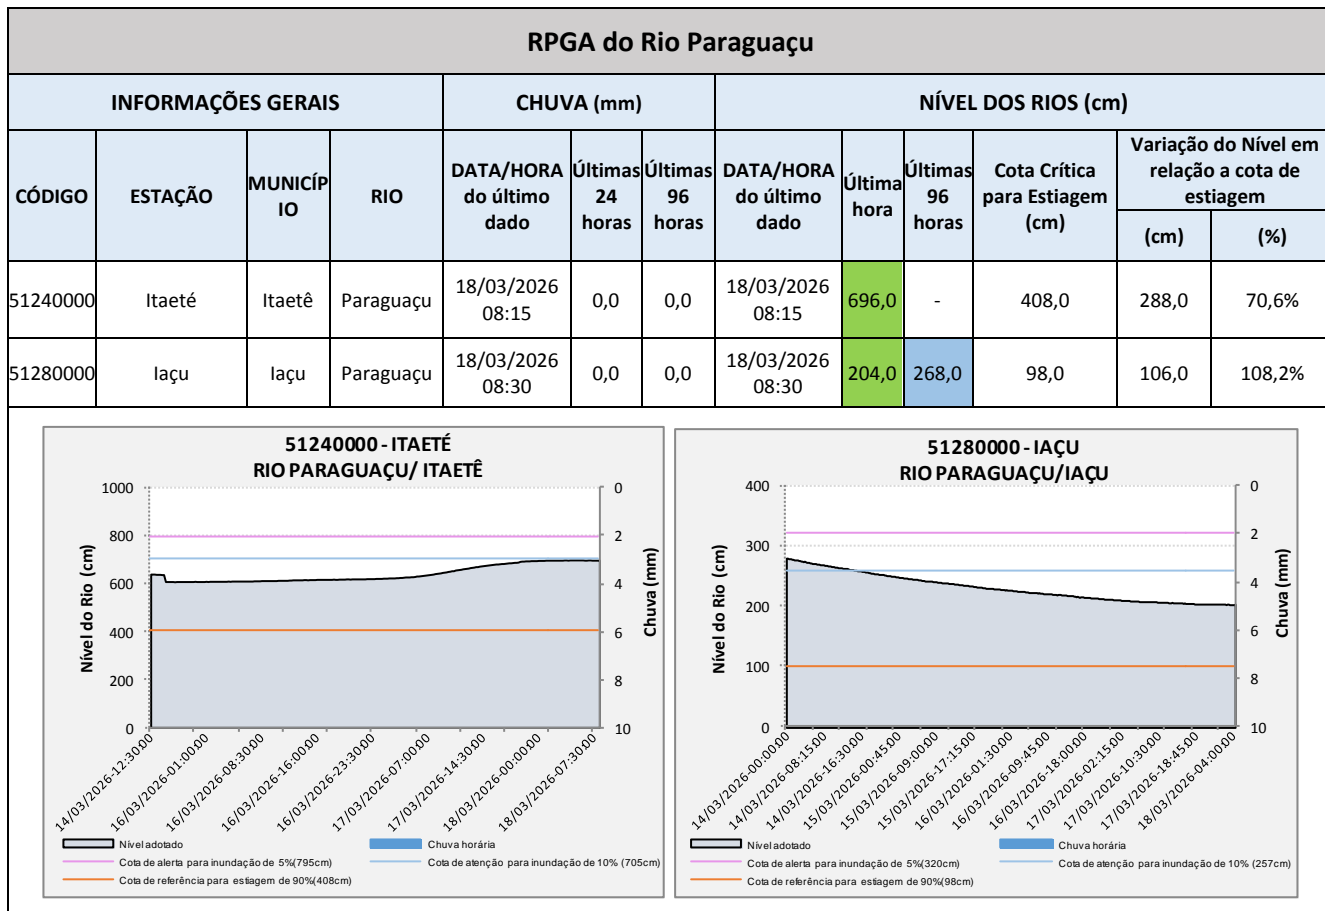 RPGA do Rio Paraguaçu
INFORMAÇÕES GERAIS
CHUVA (mm)
NÍVEL DOS RIOS (cm)
CÓDIGO
ESTAÇÃO
MUNICÍP
IO
RIO
DATA/HORA
do último
dado
Últimas
24
horas
Últimas
96
horas
DATA/HORA
do último
dado
Última
hora
Últimas
96
horas
Cota Crítica
para Estiagem
(cm)
Variação do Nível em
relação a cota de
estiagem
(cm)
(%)
51240000
Itaeté
Itaetê
Paraguaçu
18/03/2026
08:15
0,0
0,0
18/03/2026
08:15
696,0
-
408,0
288,0
70,6%
51280000
Iaçu
Iaçu
Paraguaçu
18/03/2026
08:30
0,0
0,0
18/03/2026
08:30
204,0
268,0
98,0
106,0
108,2%
51240000 - ITAETÉ
RIO PARAGUAÇU/ ITAETÊ
Nível do Rio (cm)
1000
800
600
400
200
0
0
2
4
6
8
10
Chuva (mm)
14/03/2026-12:30:00
16/03/2026-01:00:00
16/03/2026-08:30:00
16/03/2026-16:00:00
16/03/2026-23:30:00
17/03/2026-07:00:00
17/03/2026-14:30:00
18/03/2026-00:00:00
18/03/2026-07:30:00
Nível adotado
Chuva horária
Cota de alerta para inundação de 5%(795cm)
Cota de atenção para inundação de 10% (705cm)
Cota de referência para estiagem de 90%(408cm)
51280000 - IAÇU
RIO PARAGUAÇU/IAÇU
Nível do Rio (cm)
400
300
200
100
0
0
2
4
6
8
10
Chuva (mm)
14/03/2026-00:00:00
14/03/2026-08:15:00
14/03/2026-16:30:00
15/03/2026-00:45:00
15/03/2026-09:00:00
15/03/2026-17:15:00
16/03/2026-01:30:00
16/03/2026-09:45:00
16/03/2026-18:00:00
17/03/2026-02:15:00
17/03/2026-10:30:00
17/03/2026-18:45:00
18/03/2026-04:00:00
Nível adotado
Chuva horária
Cota de alerta para inundação de 5%(320cm)
Cota de atenção para inundação de 10% (257cm)
Cota de referência para estiagem de 90%(98cm)